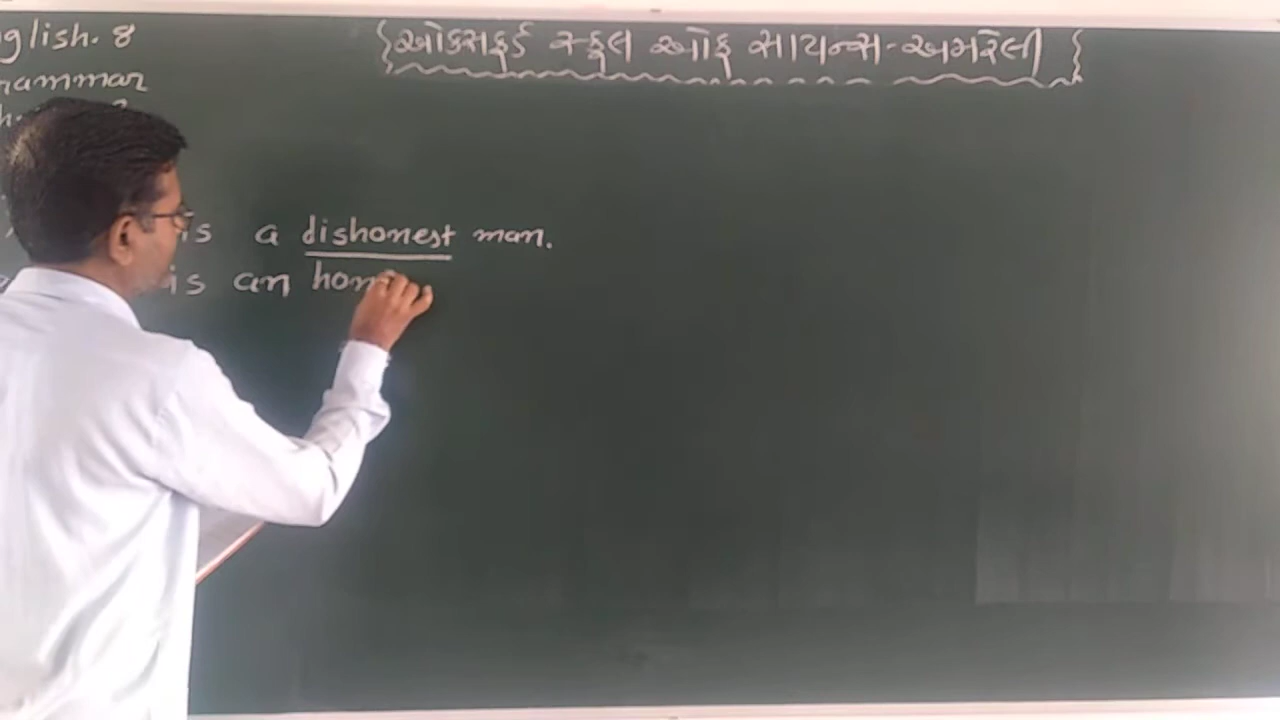 glish. 8
{ઓક્સફર્ડ સ્કૂલ ઓફ સાયન્સ-અમરેલી}
rammar
is a dishonest man.
is an hon